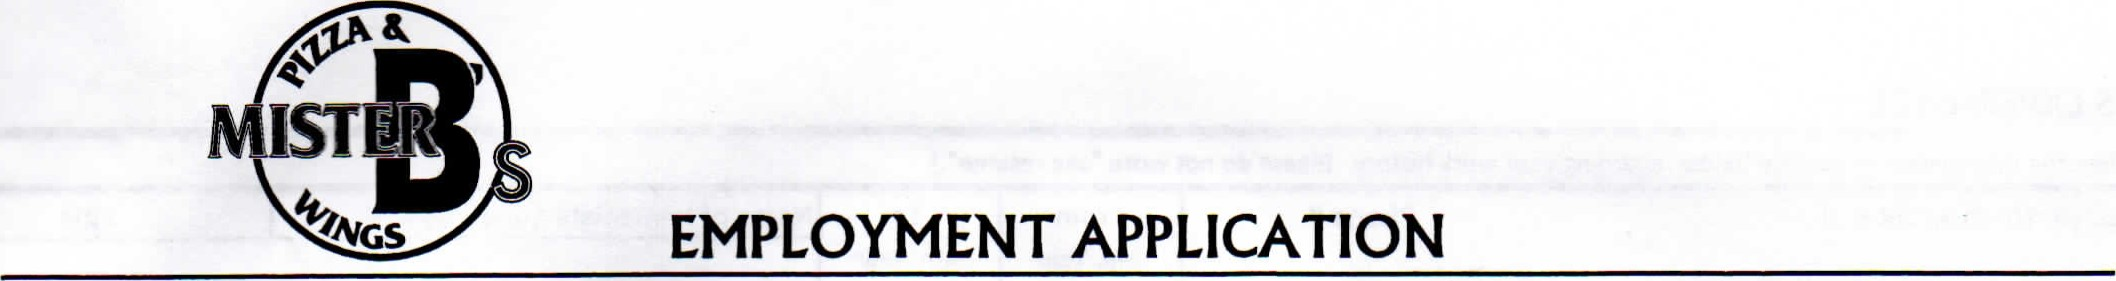 PIZZA &
MISTER B'S
WINGS
EMPLOYMENT APPLICATION